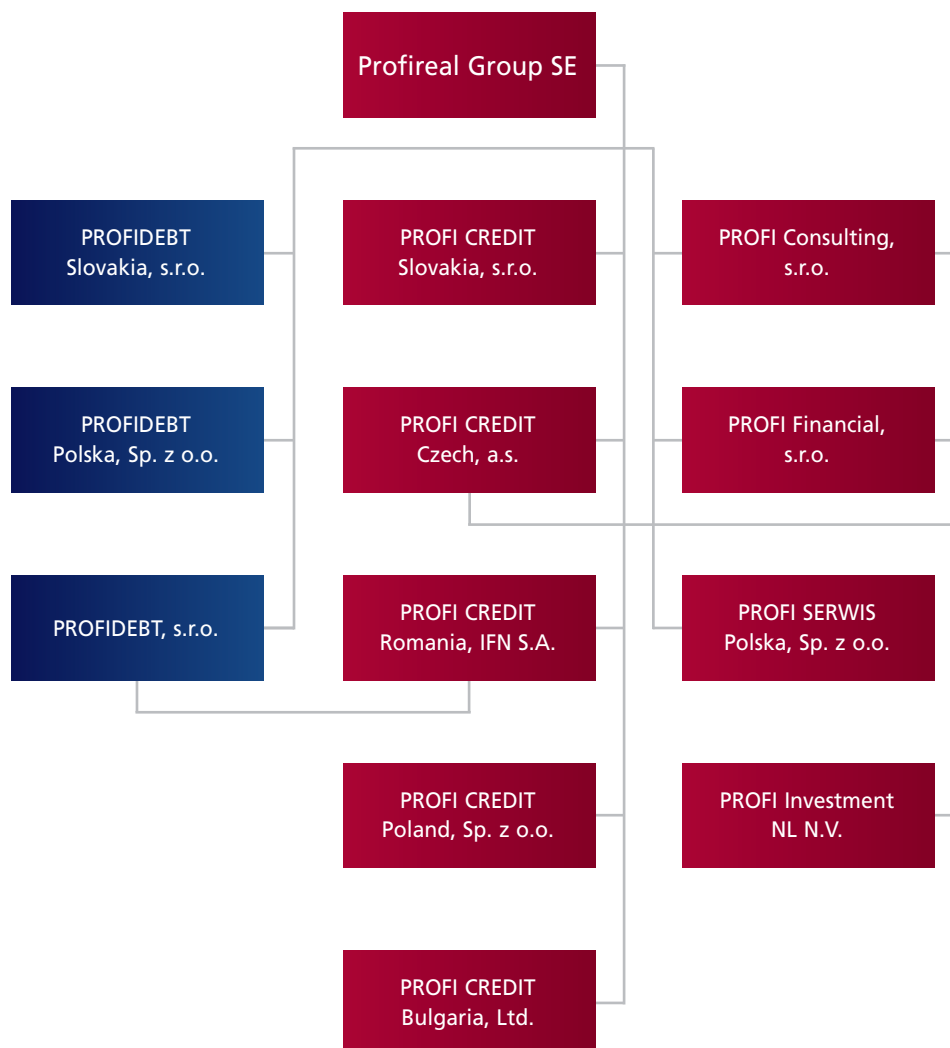 Profireal Group SE
PROFIDEBT
Slovakia, s.r.o.
PROFI CREDIT
Slovakia, s.r.o.
PROFI Consulting,
s.r.o.
PROFIDEBT
Polska, Sp. z o.o.
PROFI CREDIT
Czech, a.s.
PROFI Financial,
s.r.o.
PROFIDEBT, s.r.o.
PROFI CREDIT
Romania, IFN S.A.
PROFI SERWIS
Polska, Sp. z o.o.
PROFI CREDIT
Poland, Sp. z o.o.
PROFI Investment
NL N.V.
PROFI CREDIT
Bulgaria, Ltd.